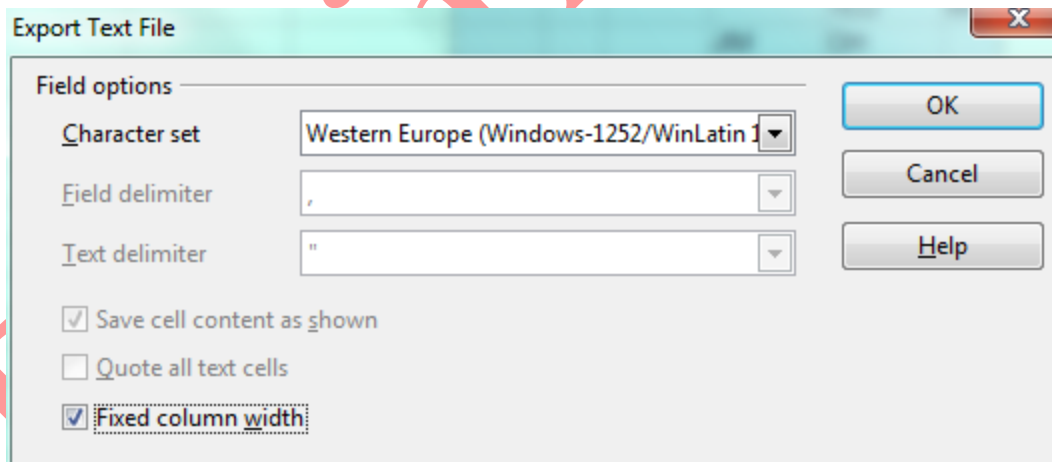 Export Text File
Field options
OK
Character set
Western Europe (Windows-1252/WinLatin 1
Cancel
Field delimiter
,
Text delimiter
"
Help
Save cell content as shown
Quote all text cells
Fixed column width